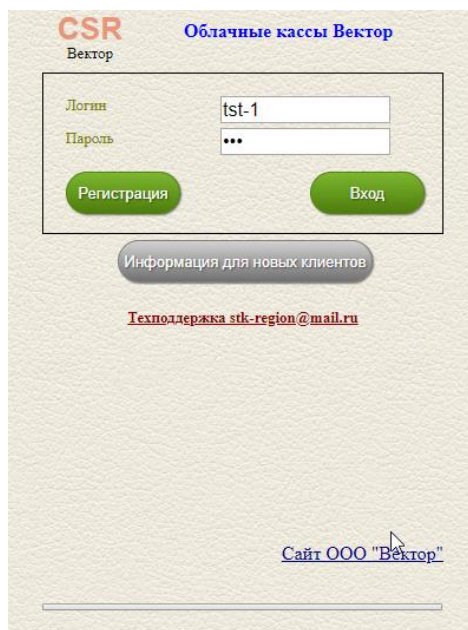 CSR
Вектор
Облачные кассы Вектор
Логин
tst-1
Пароль
•••
Регистрация
Вход
Информация для новых клиентов
Техподдержка stk-region@mail.ru
Сайт ООО "Вектор"